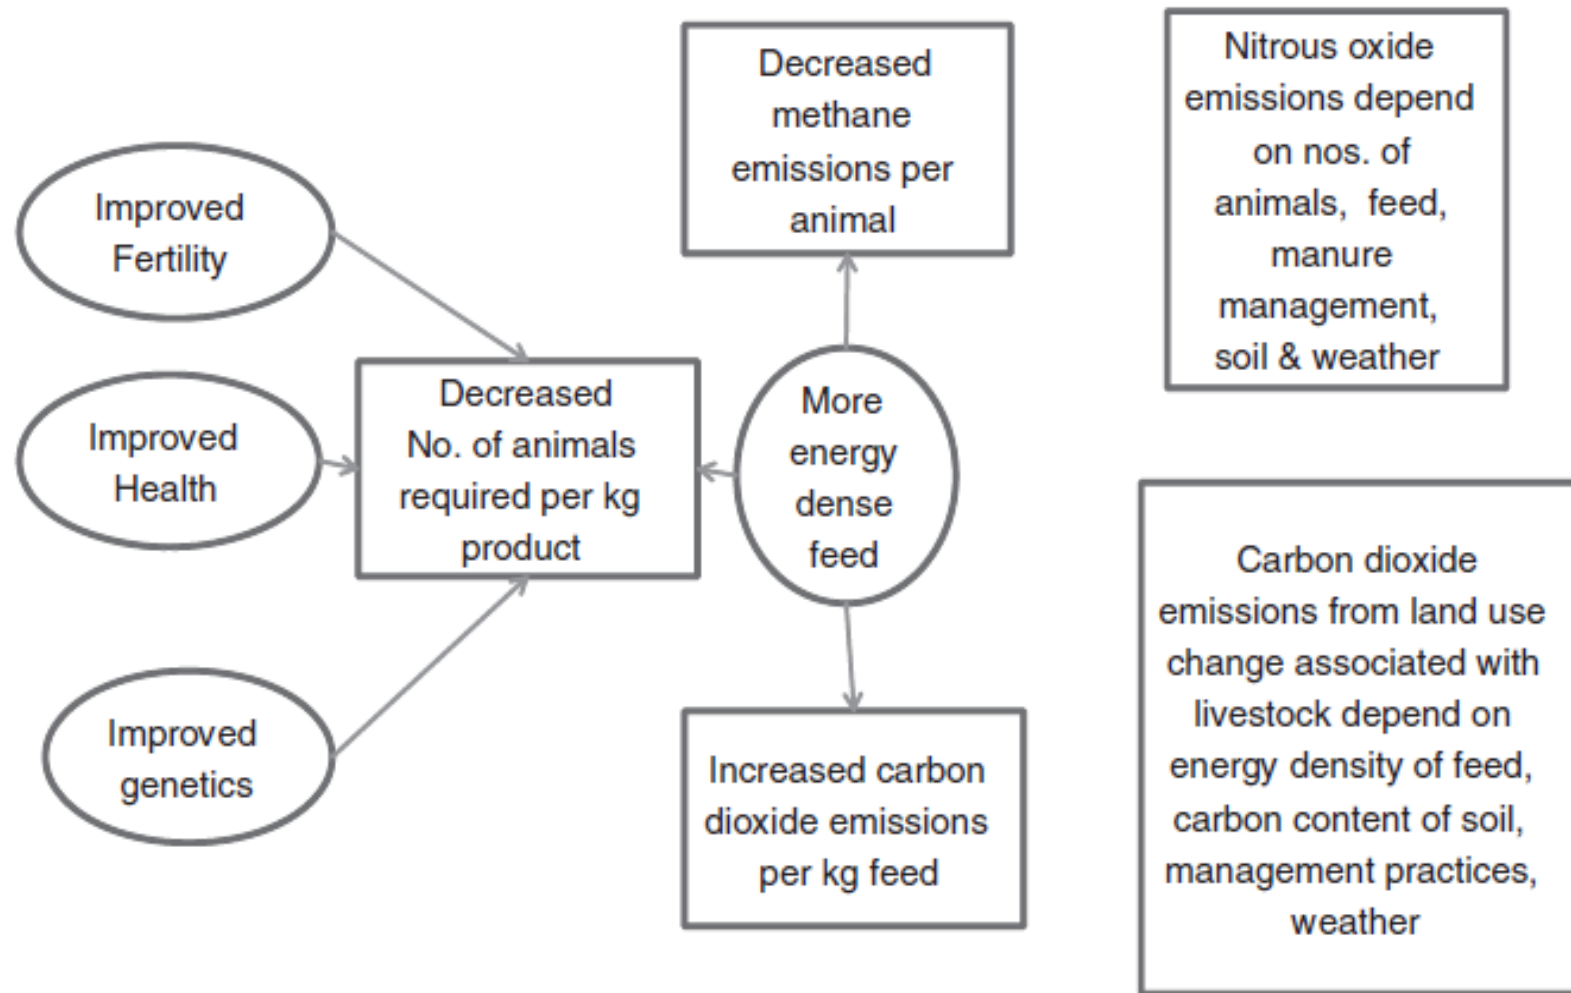 Improved
Fertility
Improved
Health
Improved
genetics
Decreased
No. of animals
required per kg
product
Decreased
methane
emissions per
animal
More
energy
dense
feed
Increased carbon
dioxide emissions
per kg feed
Nitrous oxide
emissions depend
on nos. of
animals, feed,
manure
management,
soil & weather
Carbon dioxide
emissions from land use
change associated with
livestock depend on
energy density of feed,
carbon content of soil,
management practices,
weather